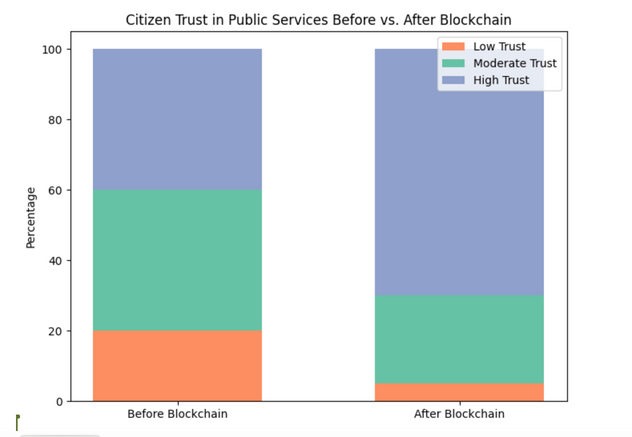 Citizen Trust in Public Services Before vs. After Blockchain
Low Trust
Moderate Trust
High Trust
Percentage
100
80
60
40
20
0
Before Blockchain
After Blockchain